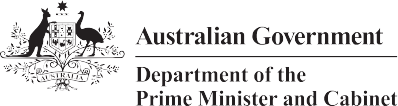 Australian Government
Department of the
Prime Minister and Cabinet